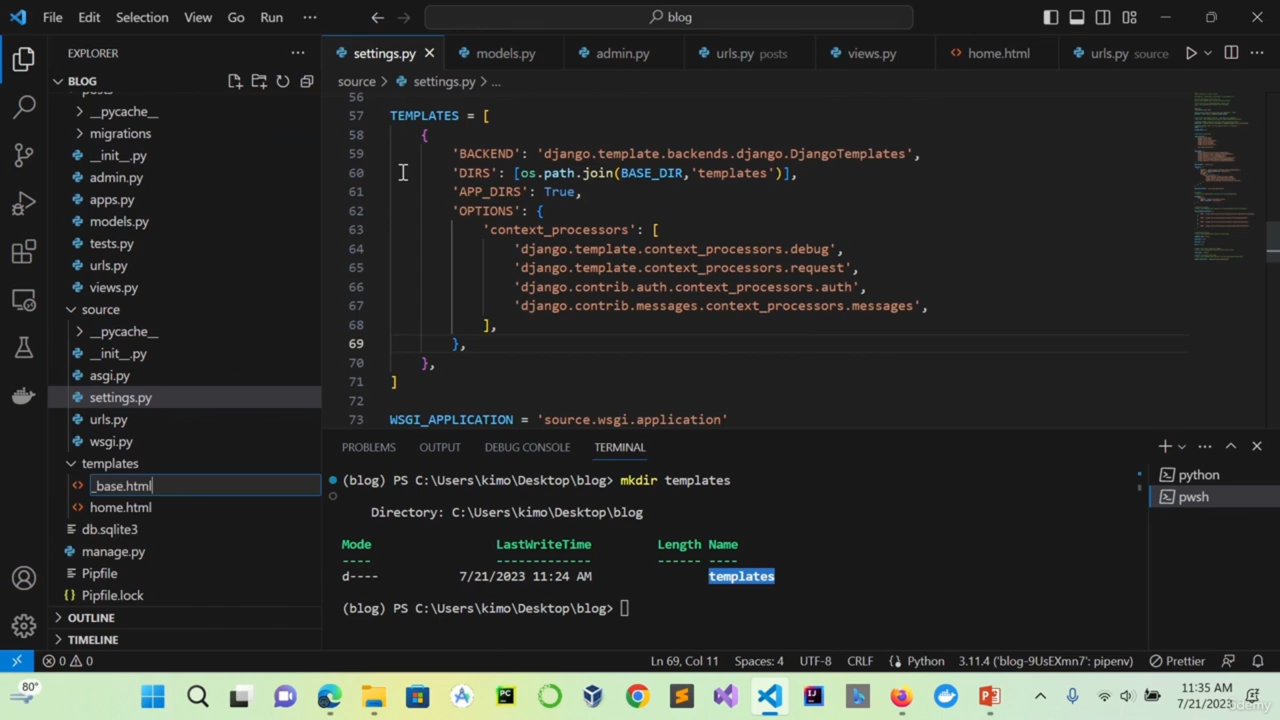 File Edit Selection View Go Run ··· blog
EXPLORER
BLOG
posts
__pycache__
migrations
__init__.py
admin.py
apps.py
models.py
tests.py
urls.py
views.py
source
__pycache__
__init__.py
asgi.py
settings.py
urls.py
wsgi.py
templates
_base.html
home.html
db.sqlite3
manage.py
Pipfile
Pipfile.lock
OUTLINE
TIMELINE
settings.py models.py admin.py urls.py posts views.py home.html urls.py source
source > settings.py > ...
56
57 TEMPLATES = [
58 {
59 'BACKEND': 'django.template.backends.django.DjangoTemplates',
60 'DIRS': [os.path.join(BASE_DIR,'templates')],
61 'APP_DIRS': True,
62 'OPTIONS': {
63 'context_processors': [
64 'django.template.context_processors.debug',
65 'django.template.context_processors.request',
66 'django.contrib.auth.context_processors.auth',
67 'django.contrib.messages.context_processors.messages',
68 ],
69 },
70 },
71 ]
72
73 WSGI_APPLICATION = 'source.wsgi.application'
PROBLEMS OUTPUT DEBUG CONSOLE TERMINAL
(blog) PS C:\Users\kimo\Desktop\blog> mkdir templates
Directory: C:\Users\kimo\Desktop\blog
Mode LastWriteTime Length Name
---- ------------- ------ ----
d---- 7/21/2023 11:24 AM templates
(blog) PS C:\Users\kimo\Desktop\blog>
python
pwsh
0 0 Ln 69, Col 11 Spaces: 4 UTF-8 CRLF Python 3.11.4 ('blog-9UsEXmn7': pipenv) Prettier
80° 11:35 AM
7/21/2023
udemy